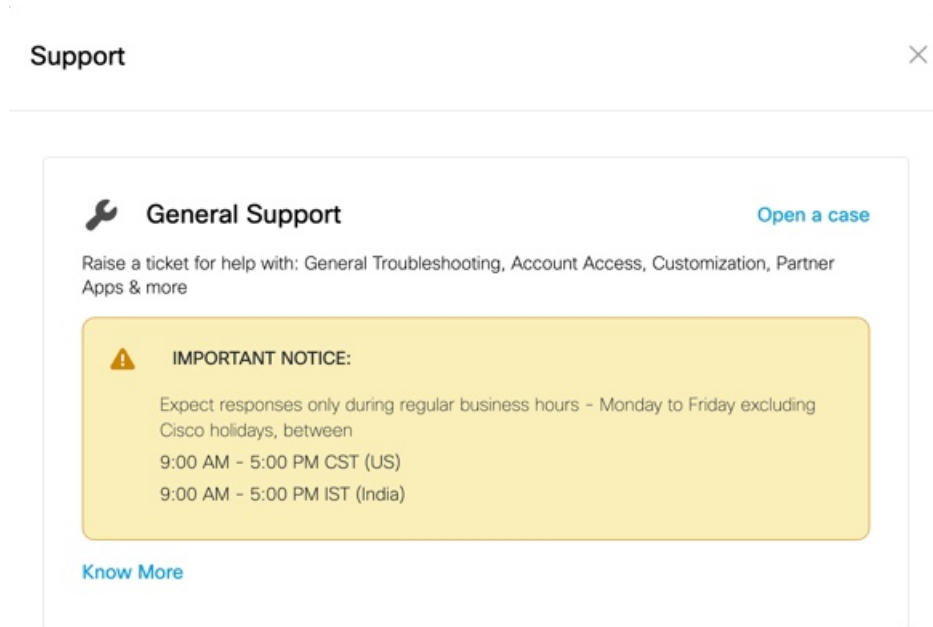 Support
General Support
Open a case
Raise a ticket for help with: General Troubleshooting, Account Access, Customization, Partner
Apps & more
IMPORTANT NOTICE:
Expect responses only during regular business hours - Monday to Friday excluding
Cisco holidays, between
9:00 AM - 5:00 PM CST (US)
9:00 AM - 5:00 PM IST (India)
Know More